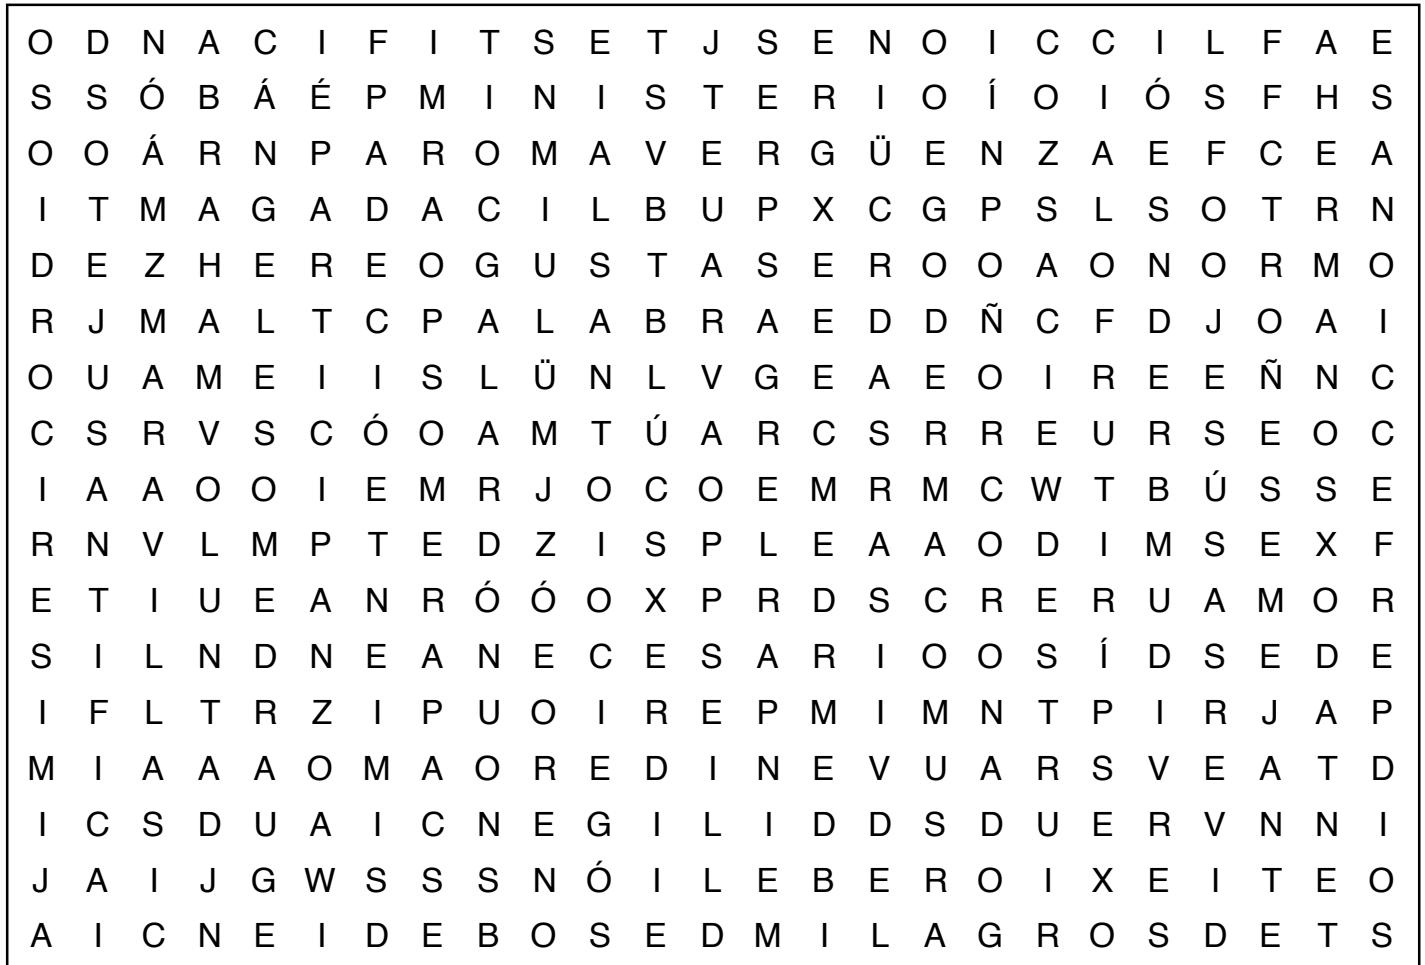 O D N A C I F I T S E T J S E N O I C C I L F A E
S S Ó B Á É P M I N I S T E R I O Í O I Ó S F H S
O O Á R N P A R O M A V E R G Ü E N Z A E F C E A
I T M A G A D A C I L B U P X C G P S L S O T R N
D E Z H E R E O G U S T A S E R O O A O N O R M O
R J M A L T C P A L A B R A E D D Ñ C F D J O A I
O U A M E I I S L Ü N L V G E A E O I R E E Ñ N C
C S R V S C Ó O A M T Ú A R C S R R E U R S E O C
I A A O O I E M R J O C O E M R M C W T B Ú S S E
R N V L M P T E D Z I S P L E A A O D I M S E X F
E T I U E A N R Ó Ó O X P R D S C R E R U A M O R
S I L N D N E A N E C E S A R I O O S Í D S E D E
I F L T R Z I P U O I R E P M I M N T P I R J A P
M I A A A O M A O R E D I N E V U A R S V E A T D
I C S D U A I C N E G I L I D D S D U E R V N N I
J A I J G W S S S N Ó I L E B E R O I X E I T E O
A I C N E I D E B O S E D M I L A G R O S D E T S